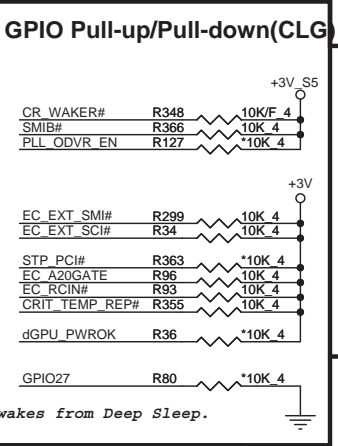 GPIO Pull-up/Pull-down(CLG)
+3V_S5
CR_WAKER# R348 10K/F_4
SMIB# R366 10K_4
PLL_ODVR_EN R127 *10K_4
+3V
EC_EXT_SMI# R299 10K_4
EC_EXT_SCI# R34 10K_4
STP_PCI# R363 *10K_4
EC_A20GATE R96 10K_4
EC_RCIN# R93 10K_4
CRIT_TEMP_REP# R355 10K_4
dGPU_PWROK R36 *10K_4
GPIO27 R80 *10K_4
wakes from Deep Sleep.